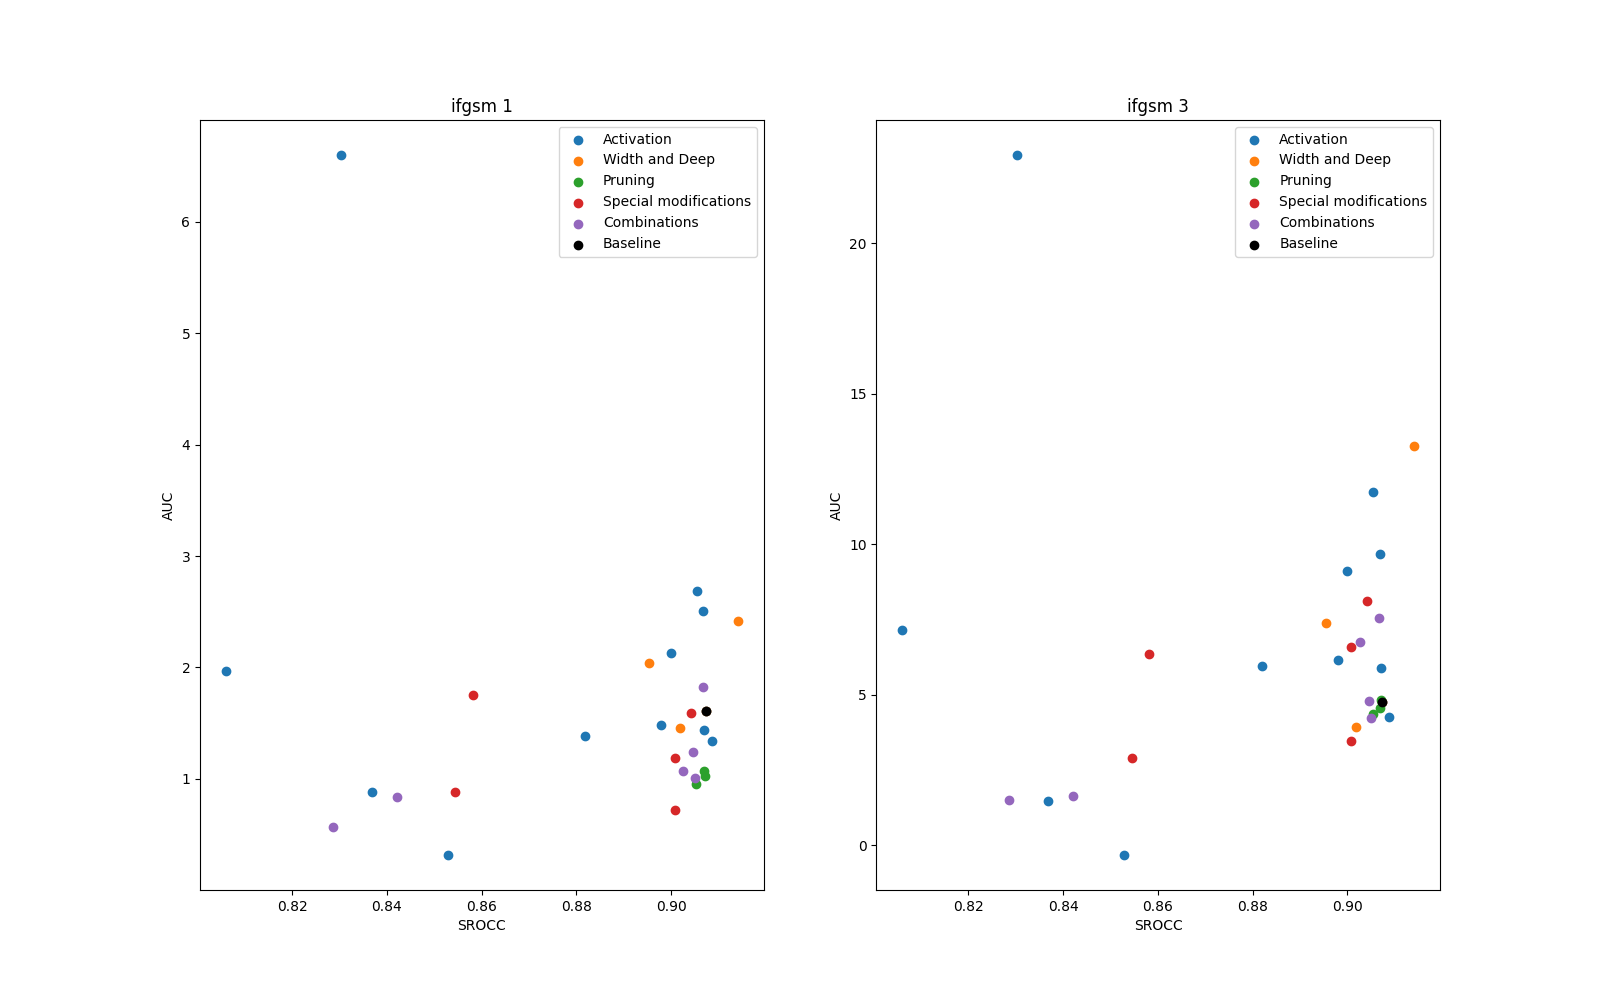 ifgsm 1
Activation
Width and Deep
Pruning
Special modifications
Combinations
Baseline
AUC
6
5
4
3
2
1
0.82 0.84 0.86 0.88 0.90
SROCC
ifgsm 3
Activation
Width and Deep
Pruning
Special modifications
Combinations
Baseline
AUC
20
15
10
5
0
0.82 0.84 0.86 0.88 0.90
SROCC